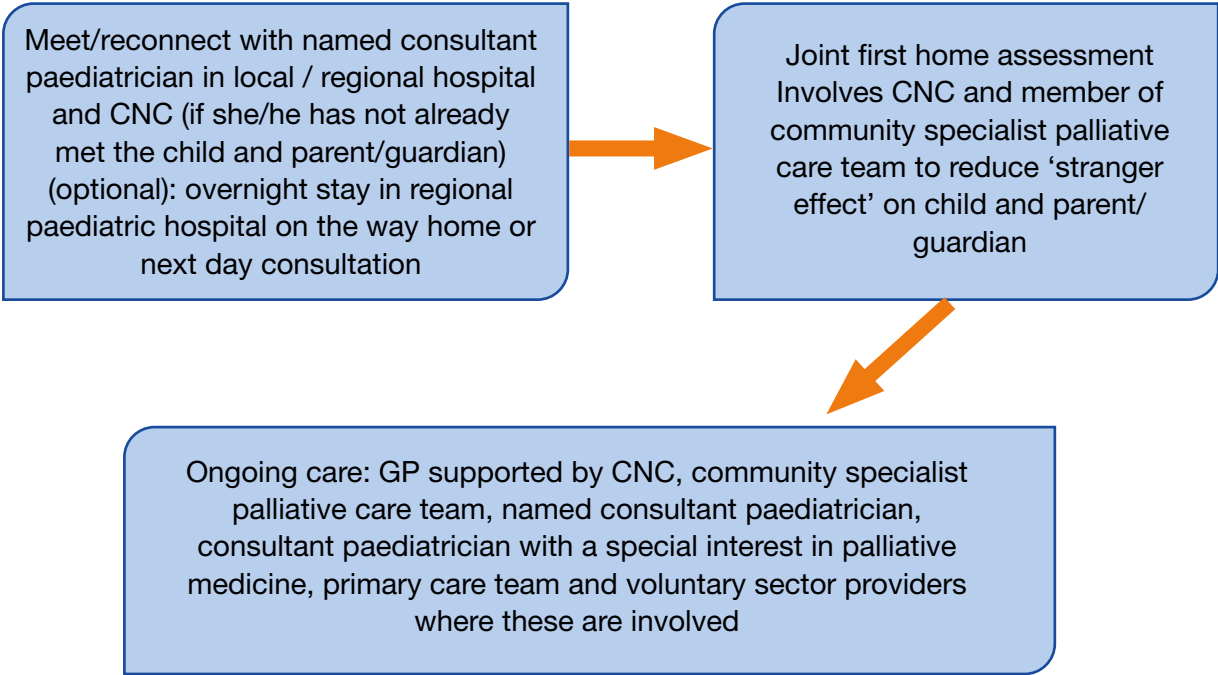 Meet/reconnect with named consultant
paediatrician in local / regional hospital
and CNC (if she/he has not already
met the child and parent/guardian)
(optional): overnight stay in regional
paediatric hospital on the way home or
next day consultation
Joint first home assessment
Involves CNC and member of
community specialist palliative
care team to reduce ‘stranger
effect’ on child and parent/
guardian
Ongoing care: GP supported by CNC, community specialist
palliative care team, named consultant paediatrician,
consultant paediatrician with a special interest in palliative
medicine, primary care team and voluntary sector providers
where these are involved